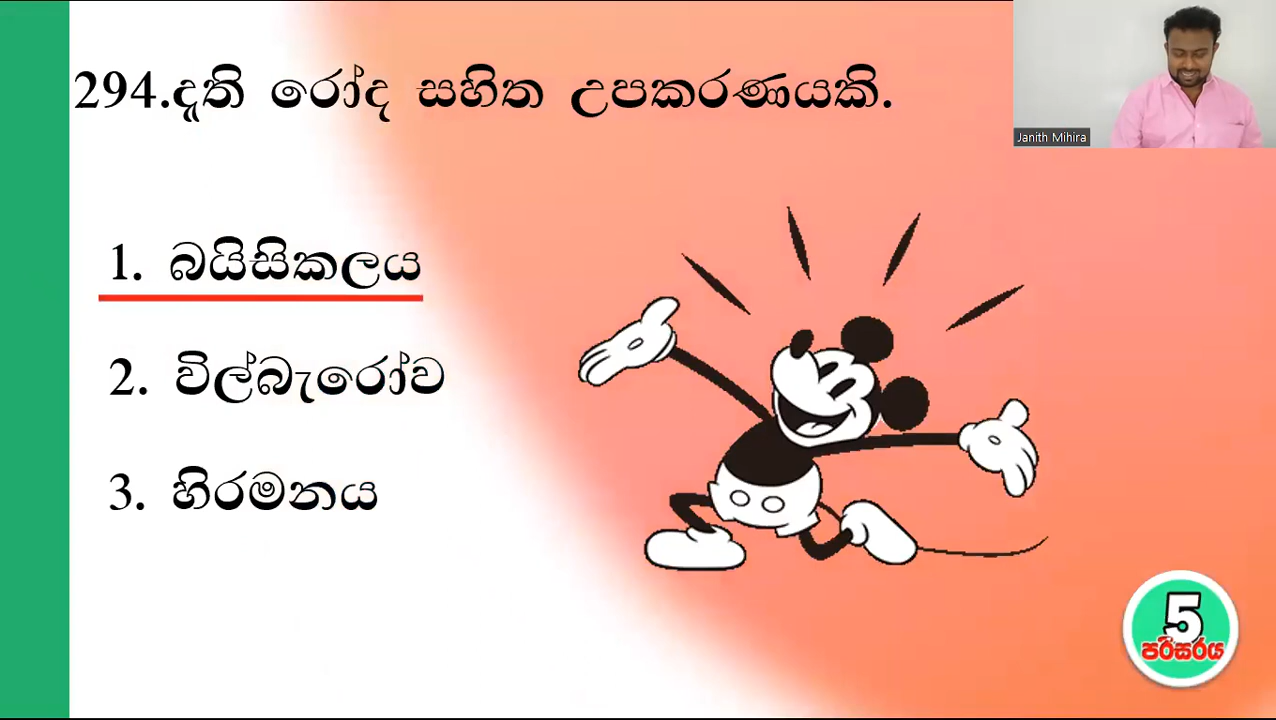 294.දූති රෝද සහිත උපකරණයකි.
Janith Mihira
1. බයිසිකලය
2. විල්බැරෝව
3. හිරමනය
5
පරිසරය